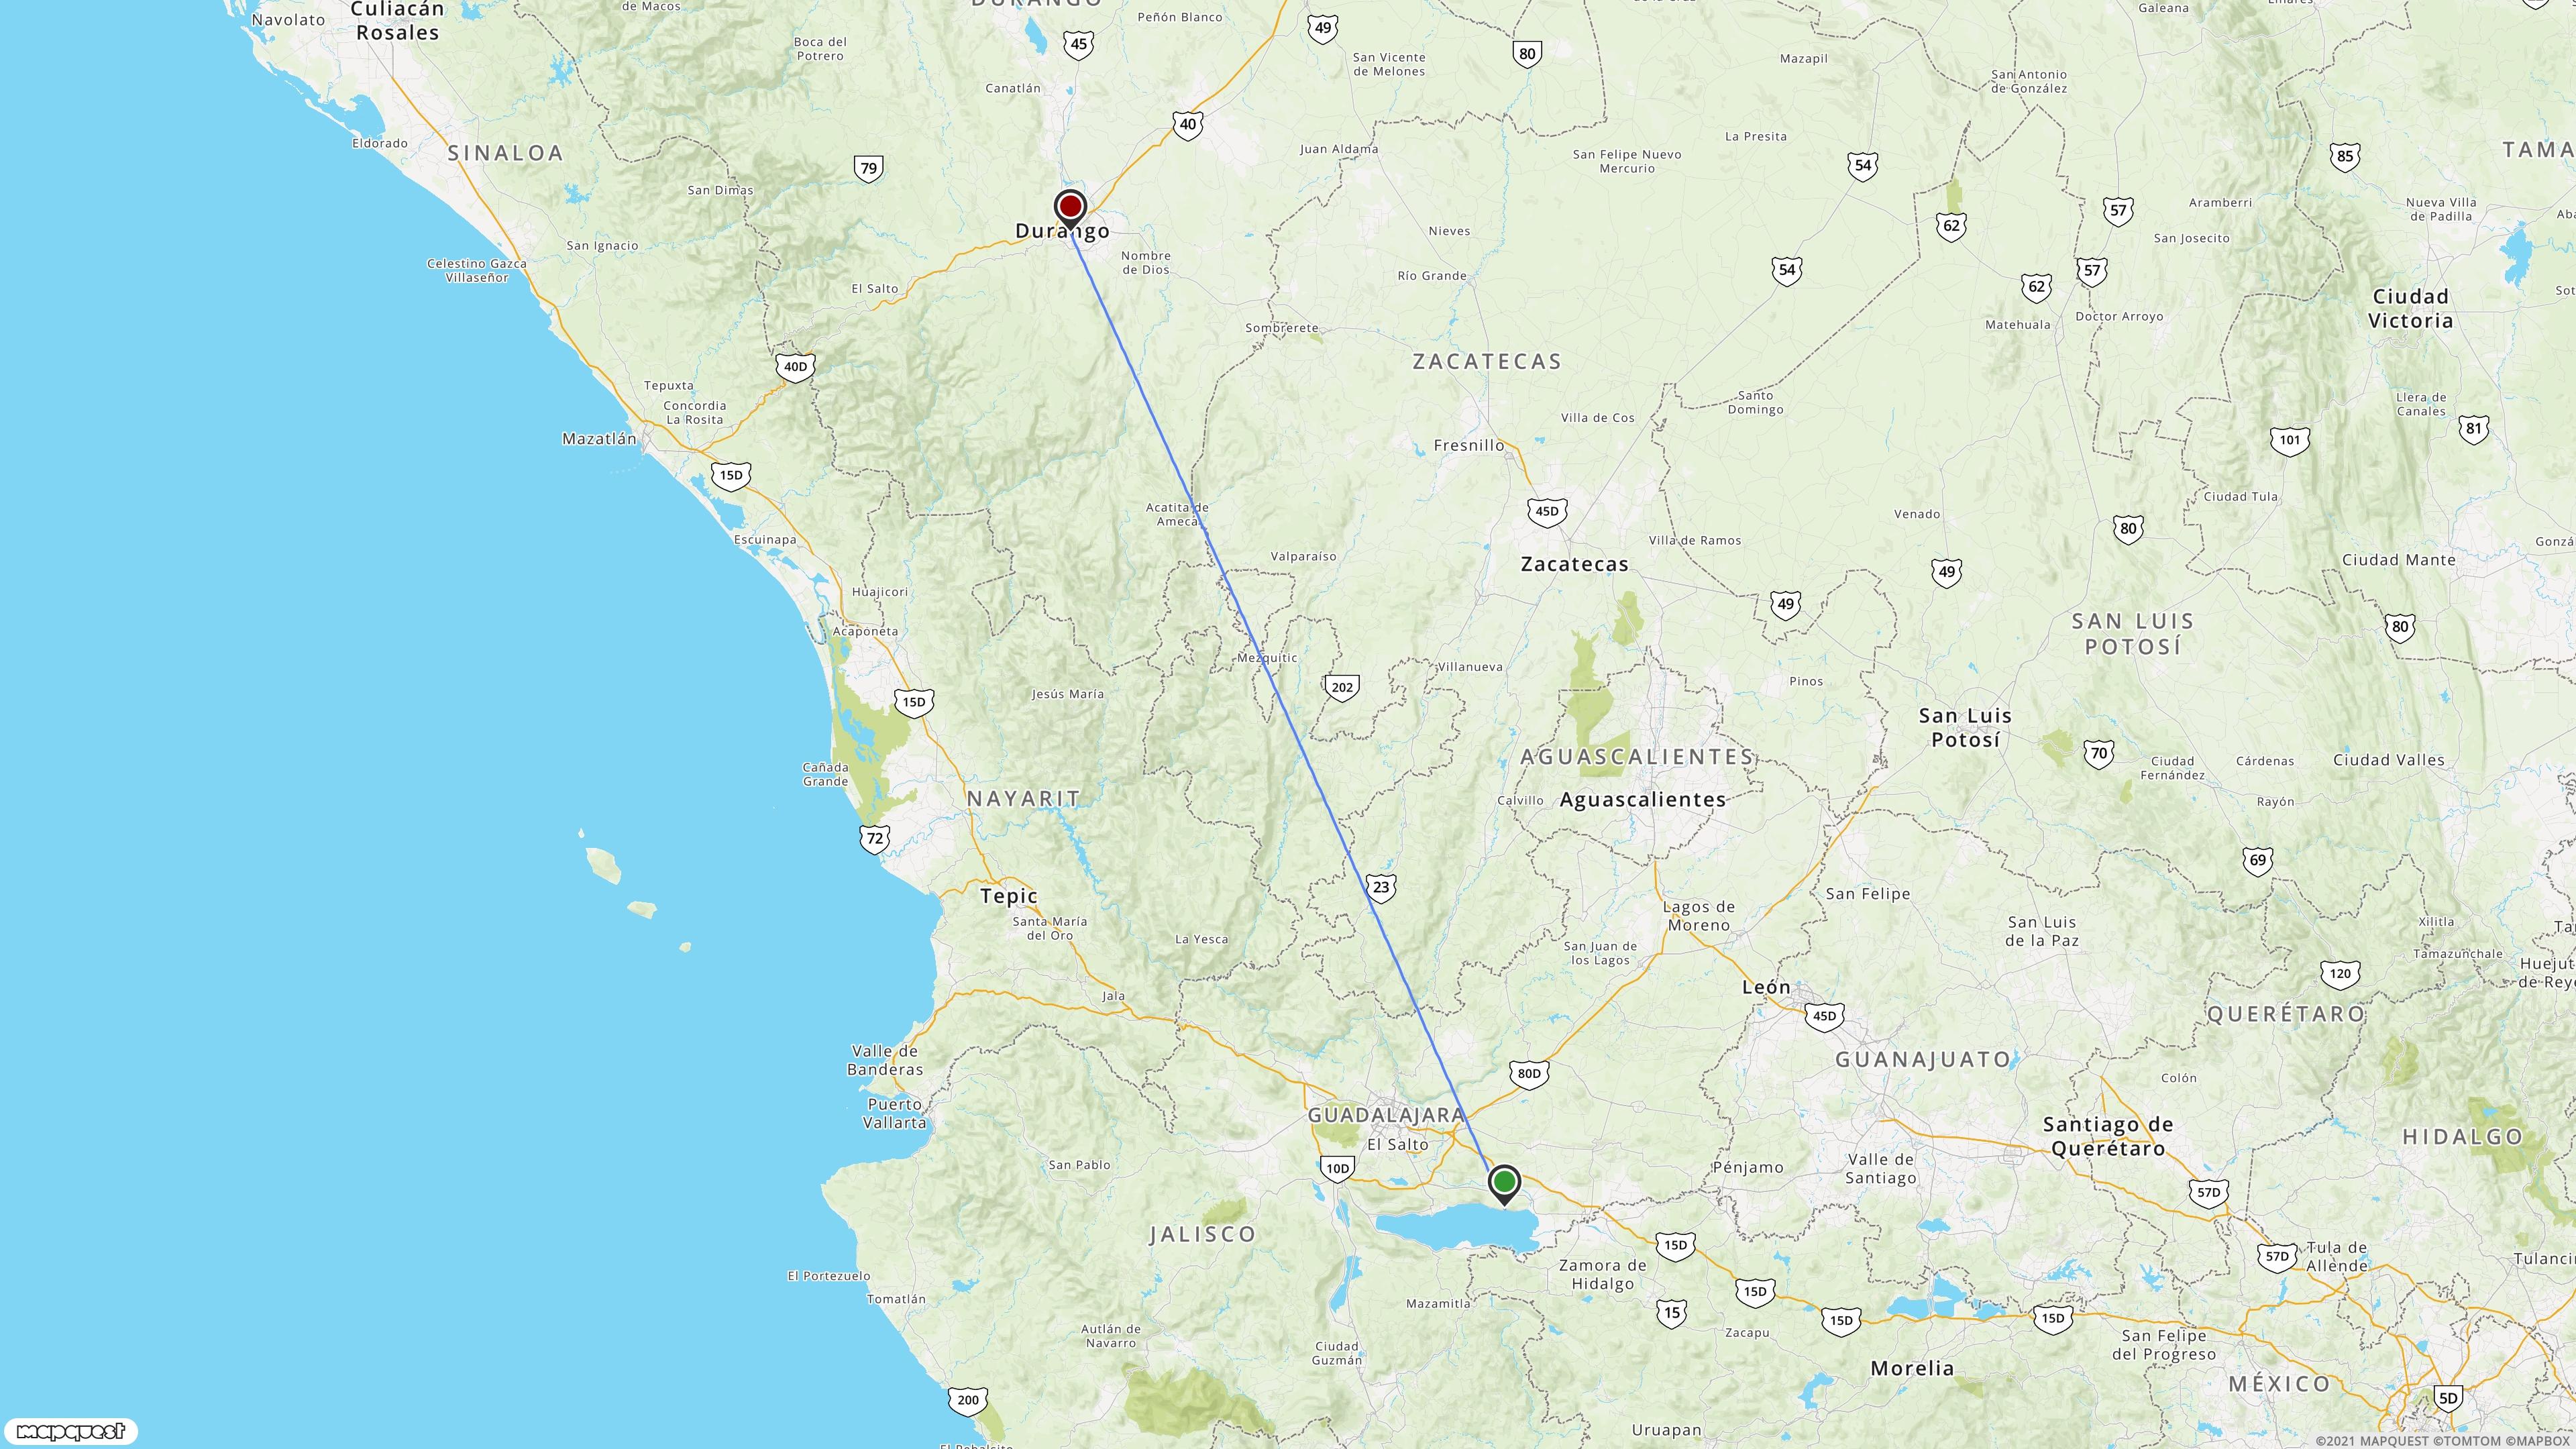 Culiacán
Rosales
Navolato
de Macos
DURANGO
Peñón Blanco
49
Galeana
45
Boca del
Potrero
San Vicente
de Melones
80
Mazapil
San Antonio
de González
Canatlán
40
Eldorado
SINALOA
Juan Aldama
La Presita
San Felipe Nuevo
Mercurio
54
85
TAMA
79
San Dimas
Durango
Nieves
62
57
Aramberri
Nueva Villa
de Padilla
San Josecito
San Ignacio
Celestino Gazca
Villaseñor
Nombre
de Dios
Río Grande
54
57
62
El Salto
Sombrerete
Matehuala
Doctor Arroyo
Ciudad
Victoria
40D
ZACATECAS
Tepuxta
Concordia
La Rosita
Santo
Domingo
Llera de
Canales
Mazatlán
Villa de Cos
Fresnillo
101
81
15D
Acatita de
Ameca
45D
Venado
Ciudad Tula
80
Escuinapa
Valparaíso
Villa de Ramos
Zacatecas
Ciudad Mante
Huajicori
49
49
Acaponeta
SAN LUIS
POTOSÍ
80
Mezquitic
Villanueva
Jesús María
202
Pinos
15D
San Luis
Potosí
Cañada
Grande
AGUASCALIENTES
70
Ciudad
Fernández
Cárdenas
Ciudad Valles
NAYARIT
Calvillo
Aguascalientes
Rayón
72
23
69
Tepic
Santa María
del Oro
San Felipe
Lagos de
Moreno
San Luis
de la Paz
Xilitla
La Yesca
San Juan de
los Lagos
Tamazunchale
Huejut
de Reye
120
León
Jala
45D
QUERÉTARO
Valle de
Banderas
80D
GUANAJUATO
Colón
Puerto
Vallarta
GUADALAJARA
El Salto
Santiago de
Querétaro
HIDALGO
San Pablo
10D
Pénjamo
Valle de
Santiago
57D
JALISCO
15D
57D
Tula de
Allende
Tulanci
El Portezuelo
Zamora de
Hidalgo
Tomatlán
Mazamitla
15
15D
15D
15D
Autlán de
Navarro
Zacapu
San Felipe
del Progreso
Ciudad
Guzmán
Morelia
MÉXICO
200
5D
Uruapan
mapquest
©2021 MAPQUEST ©TOMTOM ©MAPBOX